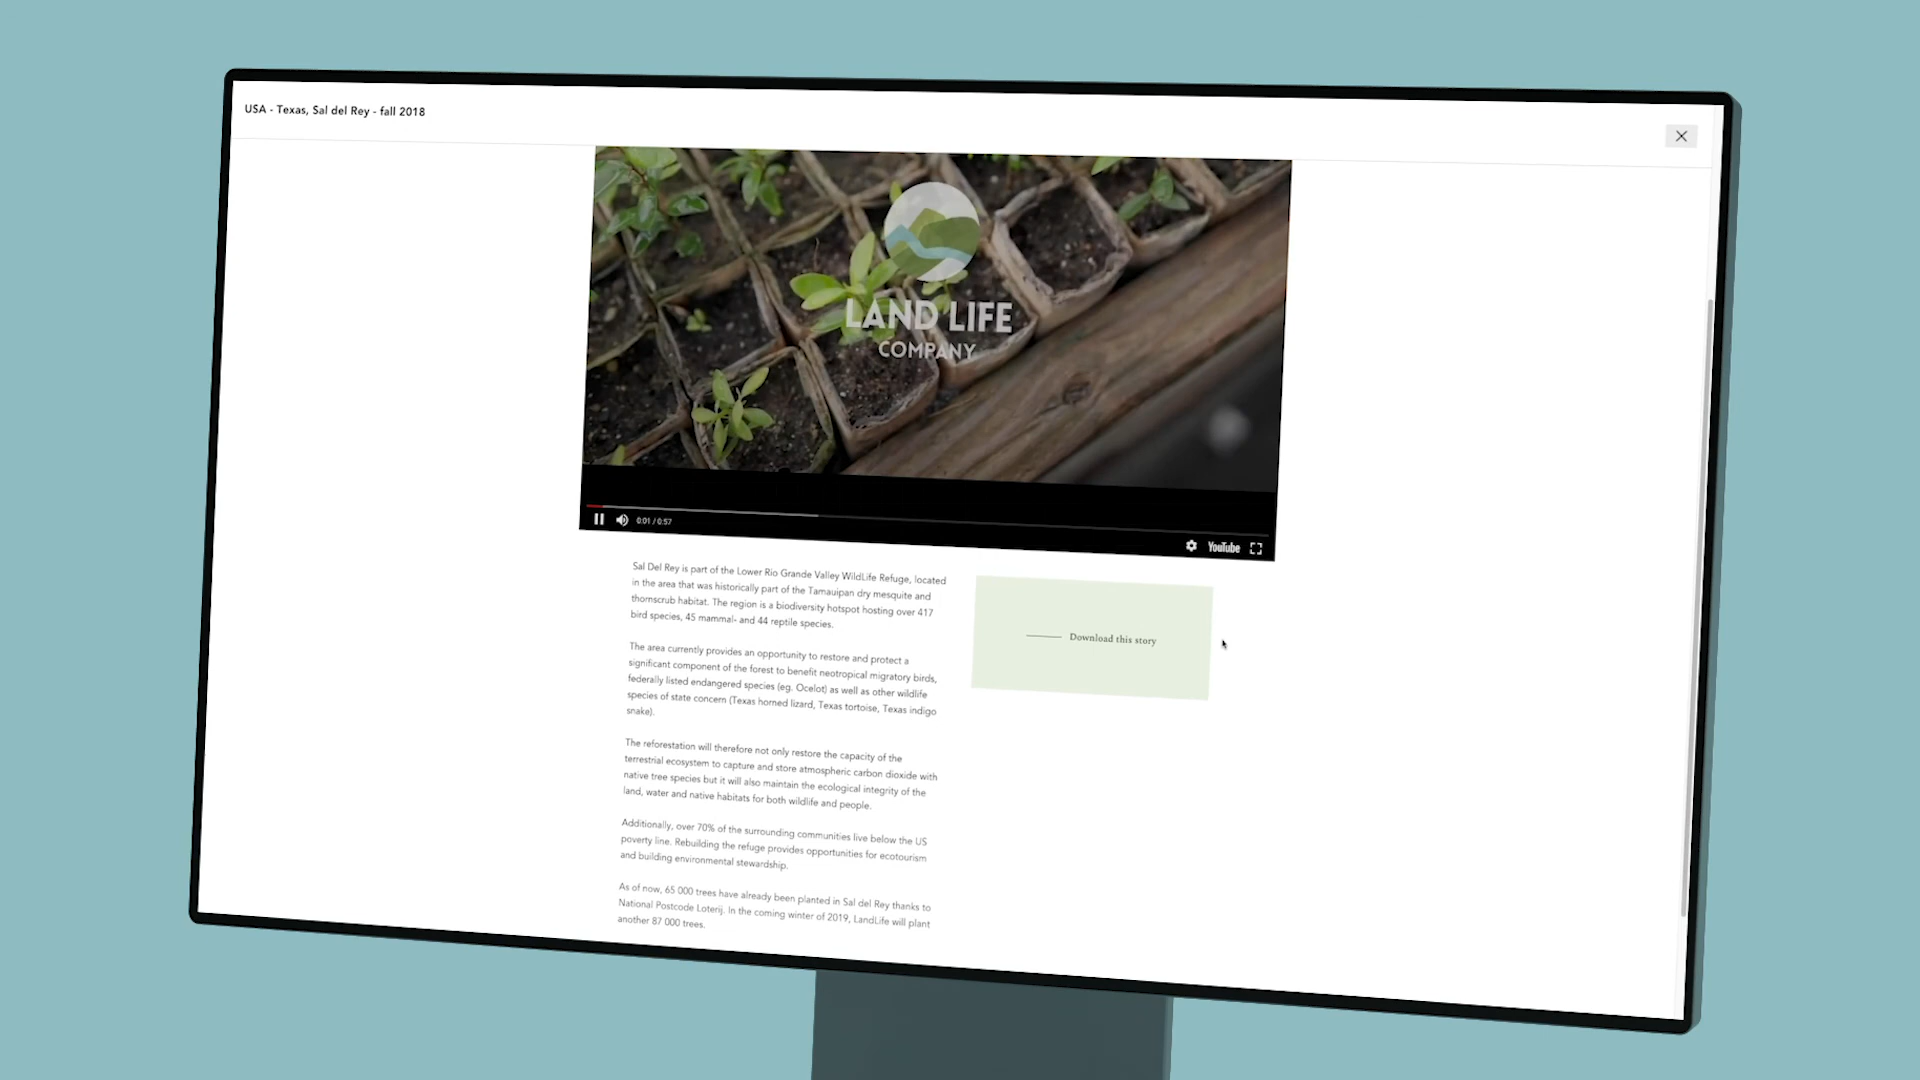 USA - Texas, Sal del Rey - fall 2018
LAND LIFE
COMPANY
0:01 / 0:57
YouTube
Sal Del Rey is part of the Lower Rio Grande Valley WildLife Refuge, located
in the area that was historically part of the Tamauipan dry mesquite and
thornscrub habitat. The region is a biodiversity hotspot hosting over 417
bird species, 45 mammal- and 44 reptile species.
Download this story
The area currently provides an opportunity to restore and protect a
significant component of the forest to benefit neotropical migratory birds,
federally listed endangered species (eg. Ocelot) as well as other wildlife
species of state concern (Texas horned lizard, Texas tortoise, Texas indigo
snake).
The reforestation will therefore not only restore the capacity of the
terrestrial ecosystem to capture and store atmospheric carbon dioxide with
native tree species but it will also maintain the ecological integrity of the
land, water and native habitats for both wildlife and people.
Additionally, over 70% of the surrounding communities live below the US
poverty line. Rebuilding the refuge provides opportunities for ecotourism
and building environmental stewardship.
As of now, 65 000 trees have already been planted in Sal del Rey thanks to
National Postcode Loterij. In the coming winter of 2019, LandLife will plant
another 87 000 trees.